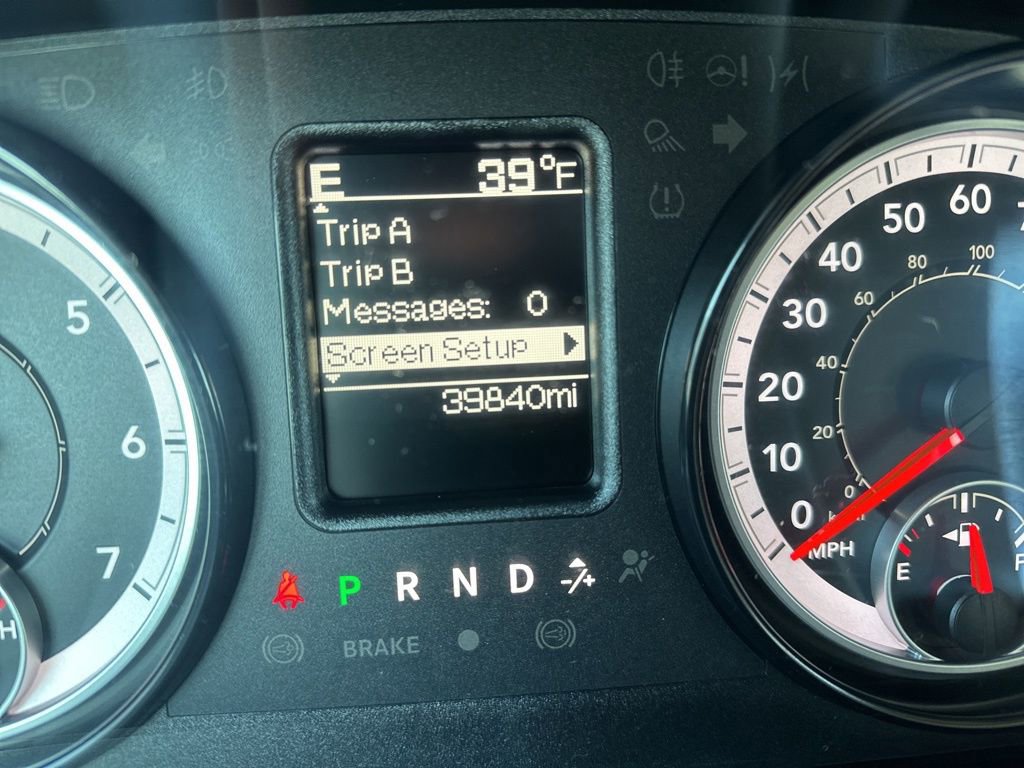 E 39°F
Trip A
Trip B
Messages: 0
Screen Setup
39840mi
5
6
7
H
P R N D -/+
BRAKE
0 10 20 30 40 50 60
0 20 40 60 80 100
MPH
E F